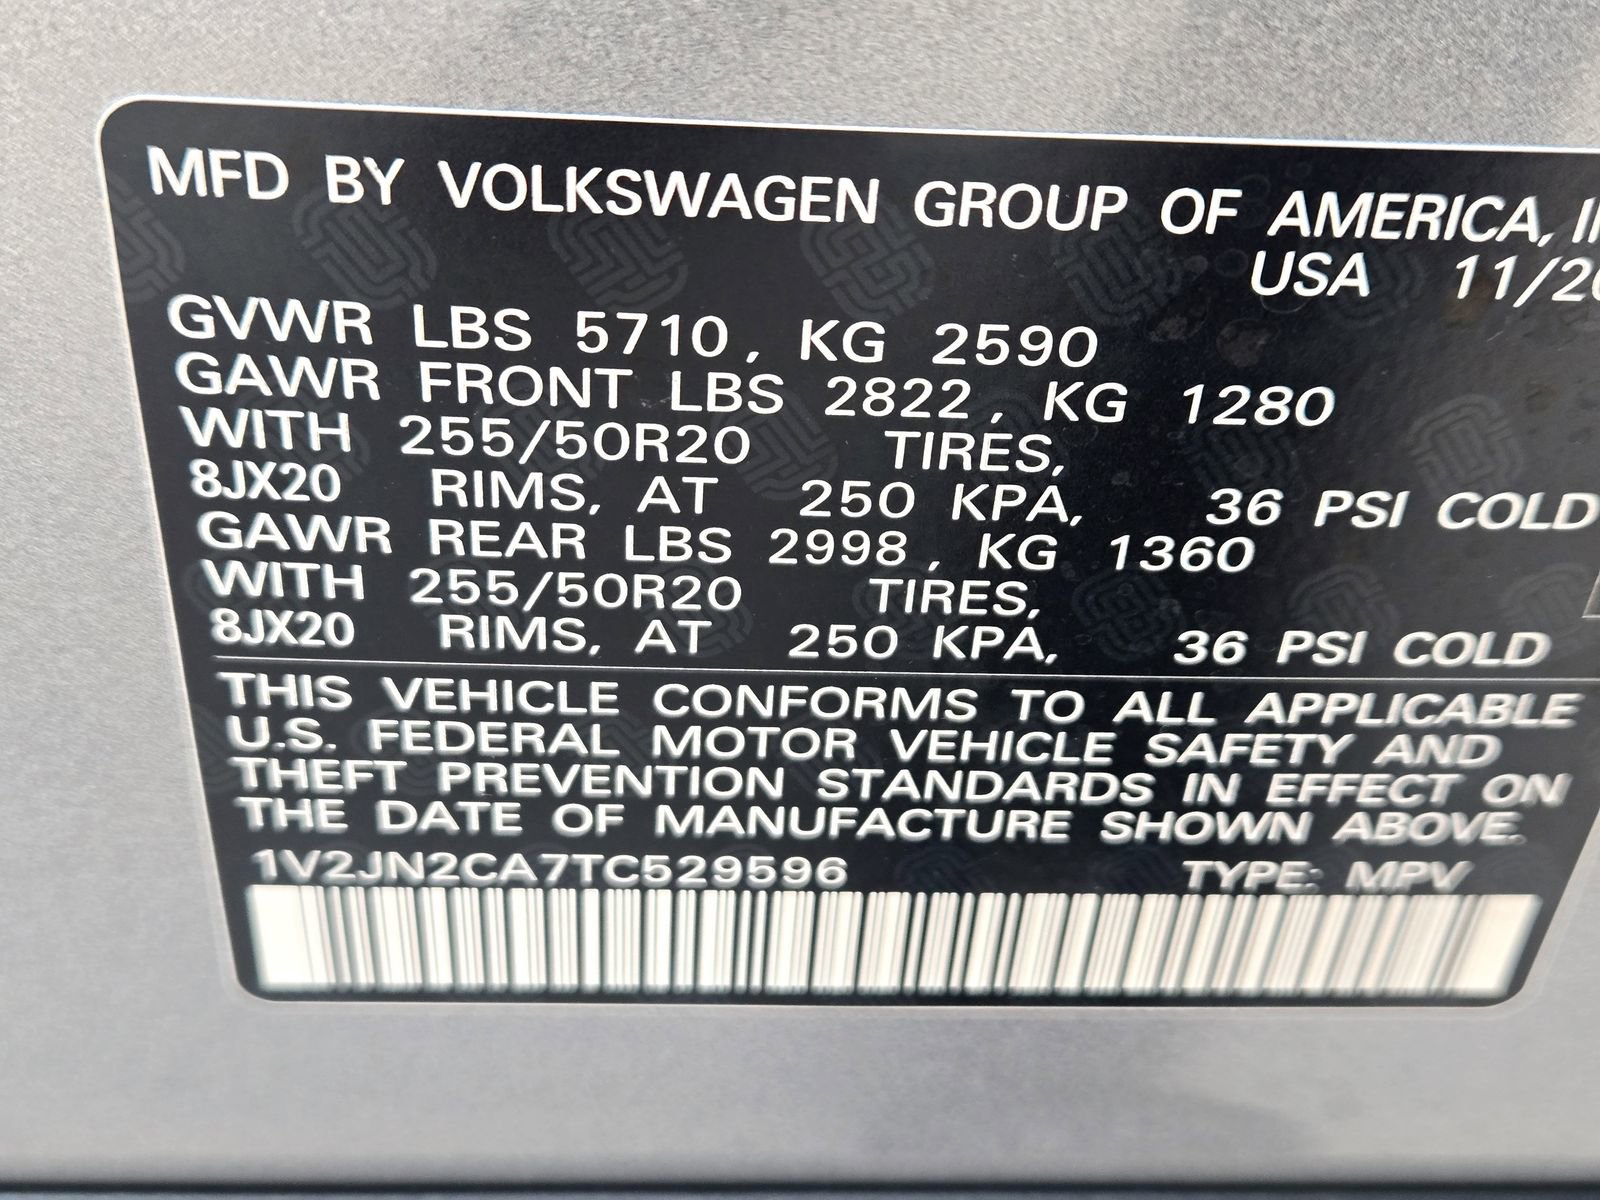 MFD BY VOLKSWAGEN GROUP OF AMERICA,
USA 11/20
GVWR LBS 5710, KG 2590
GAWR FRONT LBS 2822, KG 1280
WITH 255/50R20 TIRES,
8JX20 RIMS, AT 250 KPA, 36 PSI COLD
GAWR REAR LBS 2998, KG 1360
WITH 255/50R20 TIRES,
8JX20 RIMS, AT 250 KPA, 36 PSI COLD
THIS VEHICLE CONFORMS TO ALL APPLICABLE
U.S. FEDERAL MOTOR VEHICLE SAFETY AND
THEFT PREVENTION STANDARDS IN EFFECT ON
THE DATE OF MANUFACTURE SHOWN ABOVE.
1V2JN2CA7TC529596 TYPE: MPV